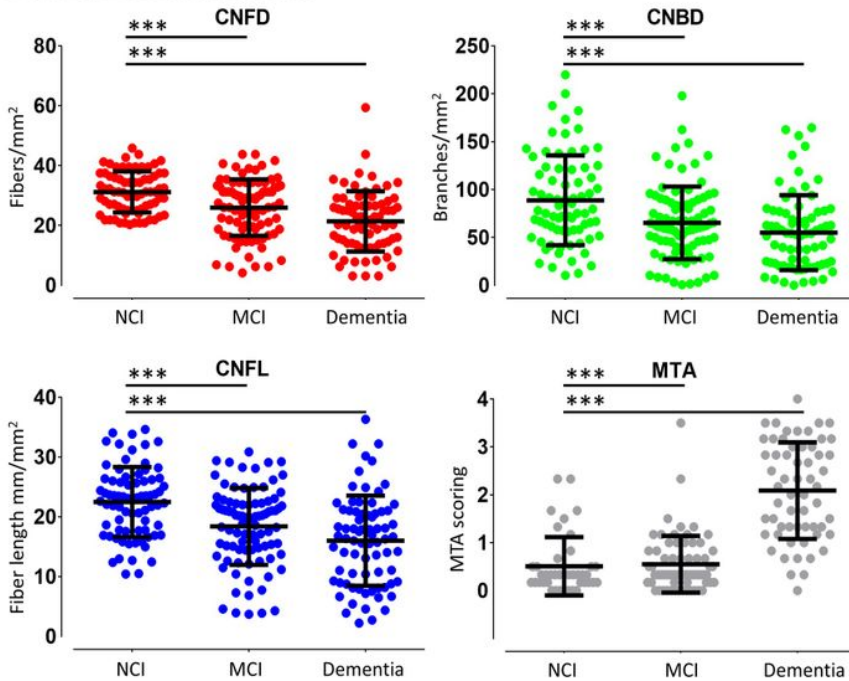 CNFD
***
***
80
60
40
20
0
Fibers/mm²
NCI MCI Dementia
CNBD
***
***
250
200
150
100
50
0
Branches/mm²
NCI MCI Dementia
CNFL
***
***
40
30
20
10
0
Fiber length mm/mm²
NCI MCI Dementia
MTA
***
***
4
3
2
1
0
MTA scoring
NCI MCI Dementia